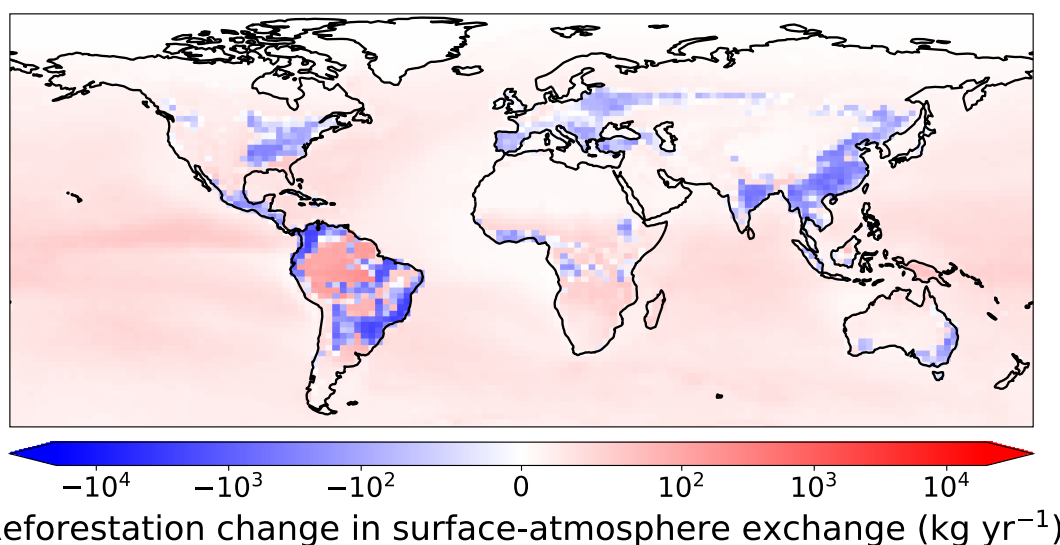 −10⁴ −10³ −10² 0 10² 10³ 10⁴
eforestation change in surface-atmosphere exchange (kg yr⁻¹)